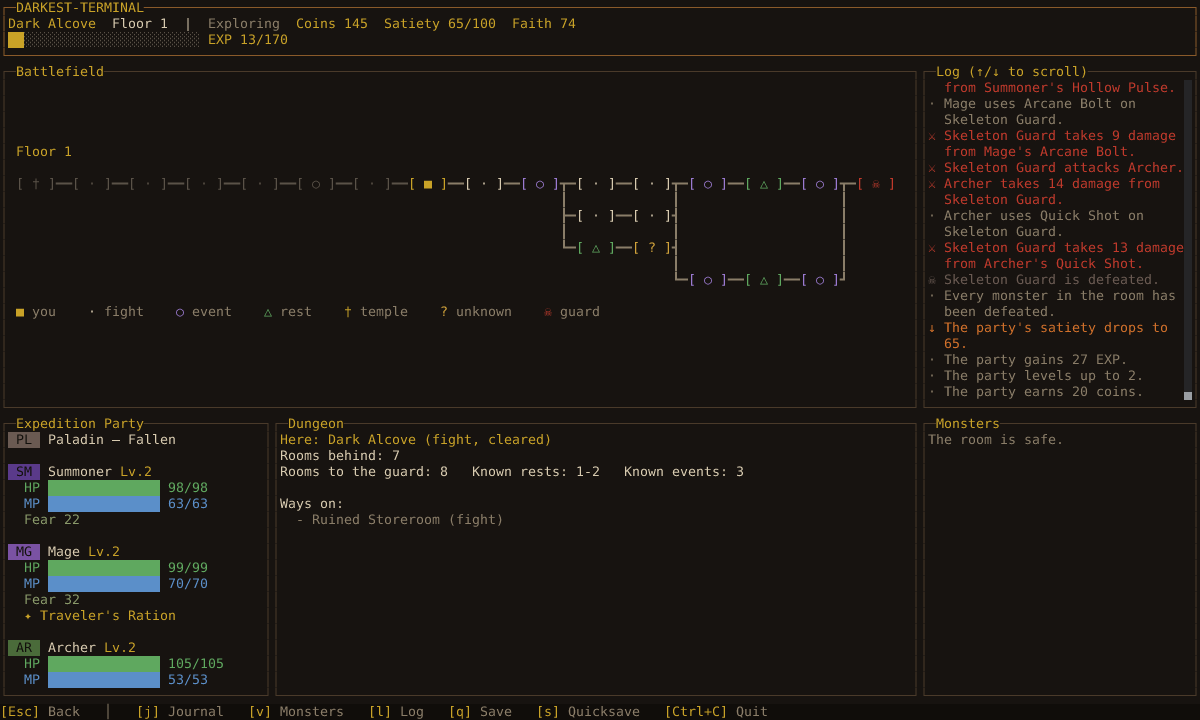 DARKEST-TERMINAL
Dark Alcove  Floor 1  |  Exploring  Coins 145  Satiety 65/100  Faith 74
EXP 13/170
Battlefield
Floor 1
[ † ]──[ · ]──[ · ]──[ · ]──[ · ]──[ ○ ]──[ · ]──[ ■ ]──[ · ]──[ ○ ]┬─[ · ]──[ · ]┬─[ ○ ]──[ △ ]──[ ○ ]┬─[ ☠ ]
├─[ · ]──[ · ]┤
└─[ △ ]──[ ? ]┤
└─[ ○ ]──[ △ ]──[ ○ ]┘
■ you    · fight    ○ event    △ rest    † temple    ? unknown    ☠ guard
Log (↑/↓ to scroll)
from Summoner's Hollow Pulse.
· Mage uses Arcane Bolt on
Skeleton Guard.
⚔ Skeleton Guard takes 9 damage
from Mage's Arcane Bolt.
⚔ Skeleton Guard attacks Archer.
⚔ Archer takes 14 damage from
Skeleton Guard.
· Archer uses Quick Shot on
Skeleton Guard.
⚔ Skeleton Guard takes 13 damage
from Archer's Quick Shot.
☠ Skeleton Guard is defeated.
· Every monster in the room has
been defeated.
↓ The party's satiety drops to
65.
· The party gains 27 EXP.
· The party levels up to 2.
· The party earns 20 coins.
Expedition Party
PL Paladin — Fallen
SM Summoner Lv.2
HP 98/98
MP 63/63
Fear 22
MG Mage Lv.2
HP 99/99
MP 70/70
Fear 32
✦ Traveler's Ration
AR Archer Lv.2
HP 105/105
MP 53/53
Dungeon
Here: Dark Alcove (fight, cleared)
Rooms behind: 7
Rooms to the guard: 8   Known rests: 1-2   Known events: 3
Ways on:
- Ruined Storeroom (fight)
Monsters
The room is safe.
[Esc] Back   │   [j] Journal   [v] Monsters   [l] Log   [q] Save   [s] Quicksave   [Ctrl+C] Quit